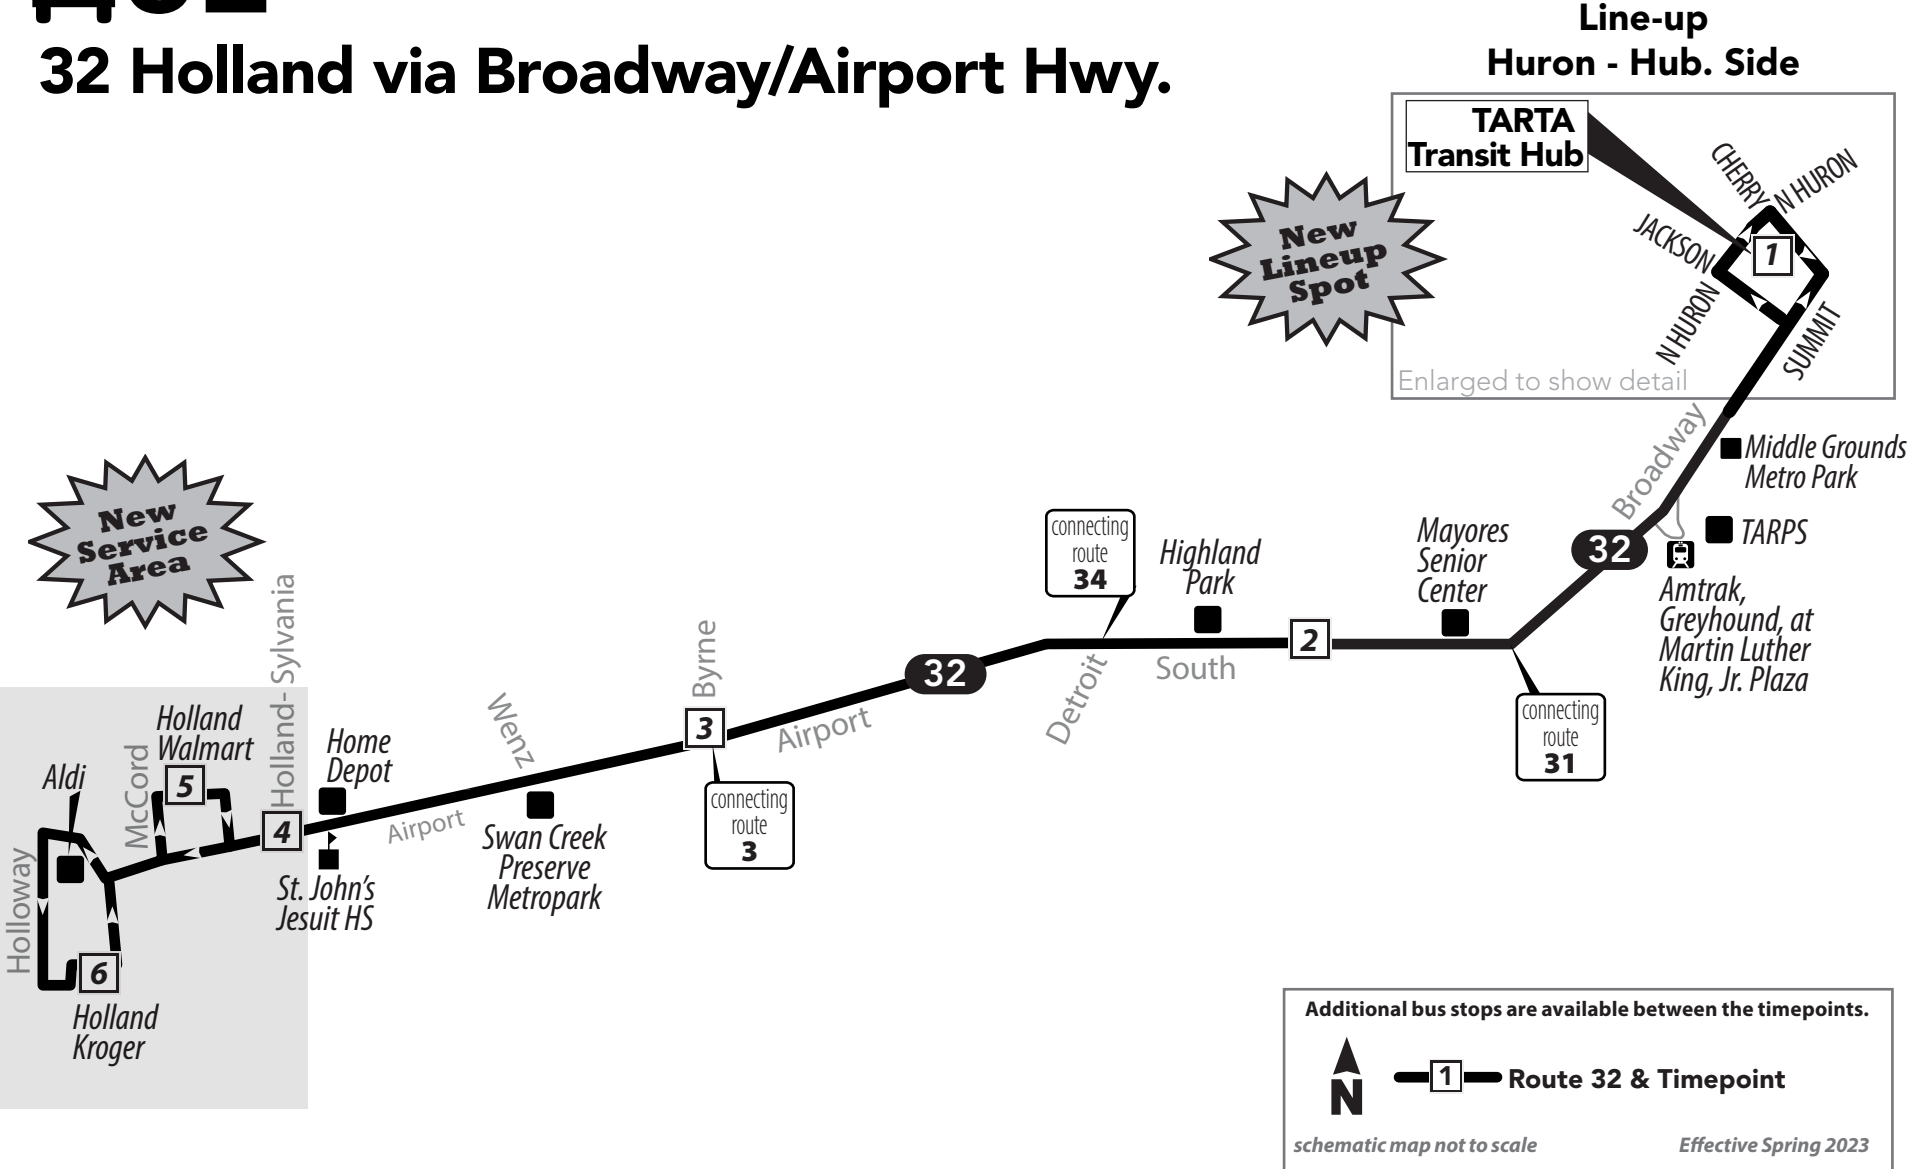 32 Holland via Broadway/Airport Hwy.
Line-up
Huron - Hub. Side
TARTA
Transit Hub
CHERRY
N HURON
JACKSON
1
N HURON
SUMMIT
Enlarged to show detail
New
Lineup
Spot
Broadway
Middle Grounds
Metro Park
TARPS
32
Amtrak,
Greyhound, at
Martin Luther
King, Jr. Plaza
Mayores
Senior
Center
connecting
route
31
2
Highland
Park
South
connecting
route
34
Detroit
32
Airport
Byrne
3
connecting
route
3
Wenz
Swan Creek
Preserve
Metropark
Airport
New
Service
Area
Holland- Sylvania
Home
Depot
4
St. John's
Jesuit HS
Holland
Walmart
5
McCord
Aldi
Holloway
6
Holland
Kroger
Additional bus stops are available between the timepoints.
N
1
Route 32 & Timepoint
schematic map not to scale
Effective Spring 2023